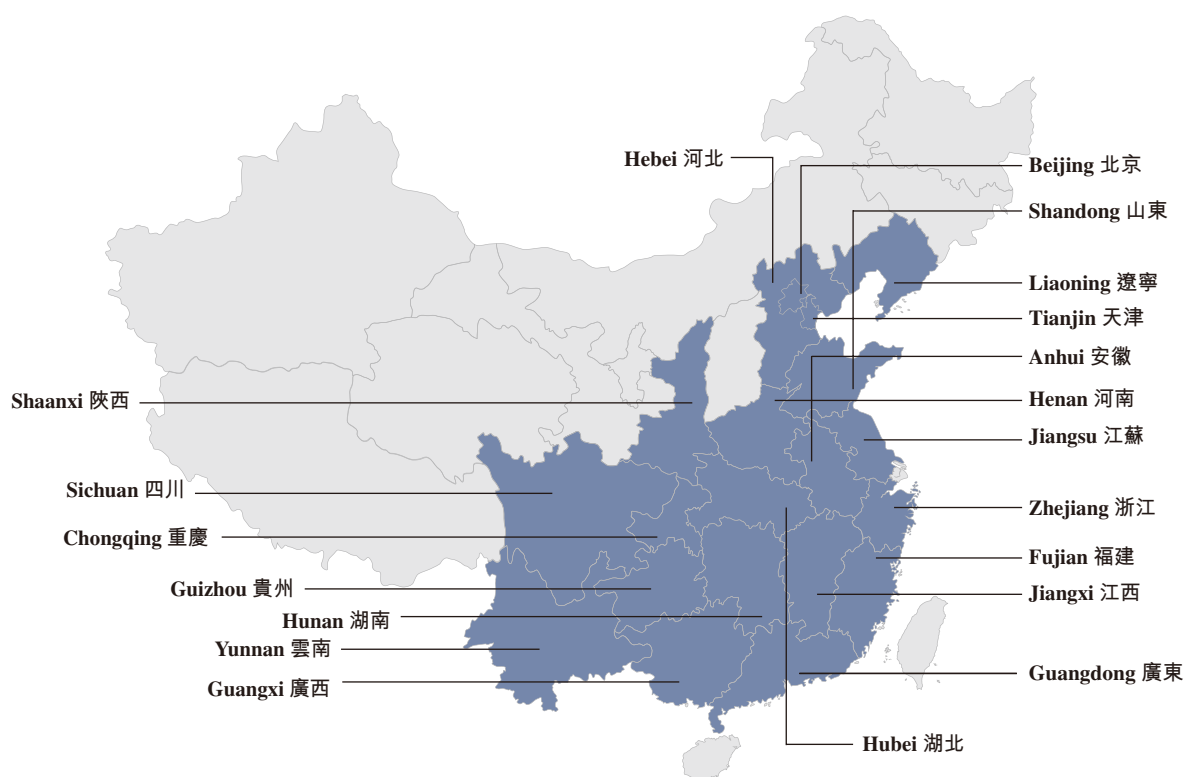 Hebei 河北
Beijing 北京
Shandong 山東
Liaoning 遼寧
Tianjin 天津
Anhui 安徽
Shaanxi 陝西
Henan 河南
Jiangsu 江蘇
Sichuan 四川
Zhejiang 浙江
Chongqing 重慶
Fujian 福建
Guizhou 貴州
Jiangxi 江西
Hunan 湖南
Yunnan 雲南
Guangdong 廣東
Guangxi 廣西
Hubei 湖北